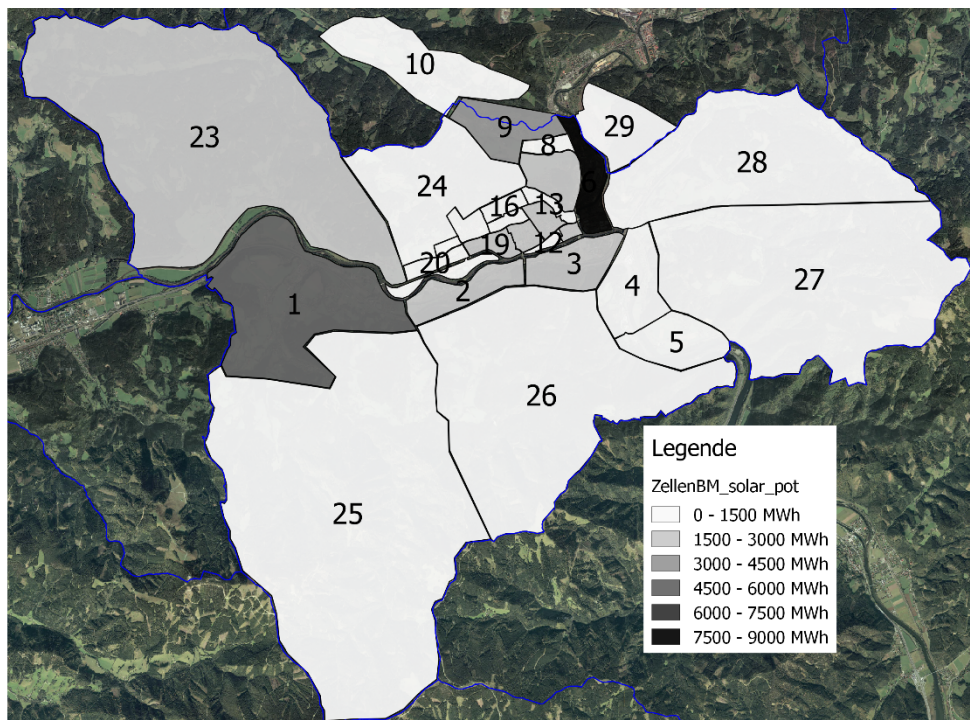 10
23
9
29
8
28
24
6
16
13
19
12
20
3
27
1
2
4
5
26
25
Legende
ZellenBM_solar_pot
0 - 1500 MWh
1500 - 3000 MWh
3000 - 4500 MWh
4500 - 6000 MWh
6000 - 7500 MWh
7500 - 9000 MWh